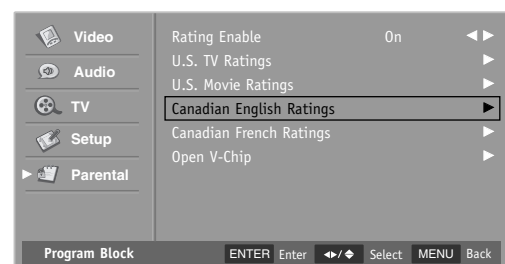 Video
Audio
TV
Setup
Parental
Rating Enable On
U.S. TV Ratings
U.S. Movie Ratings
Canadian English Ratings
Canadian French Ratings
Open V-Chip
Program Block ENTER Enter Select MENU Back